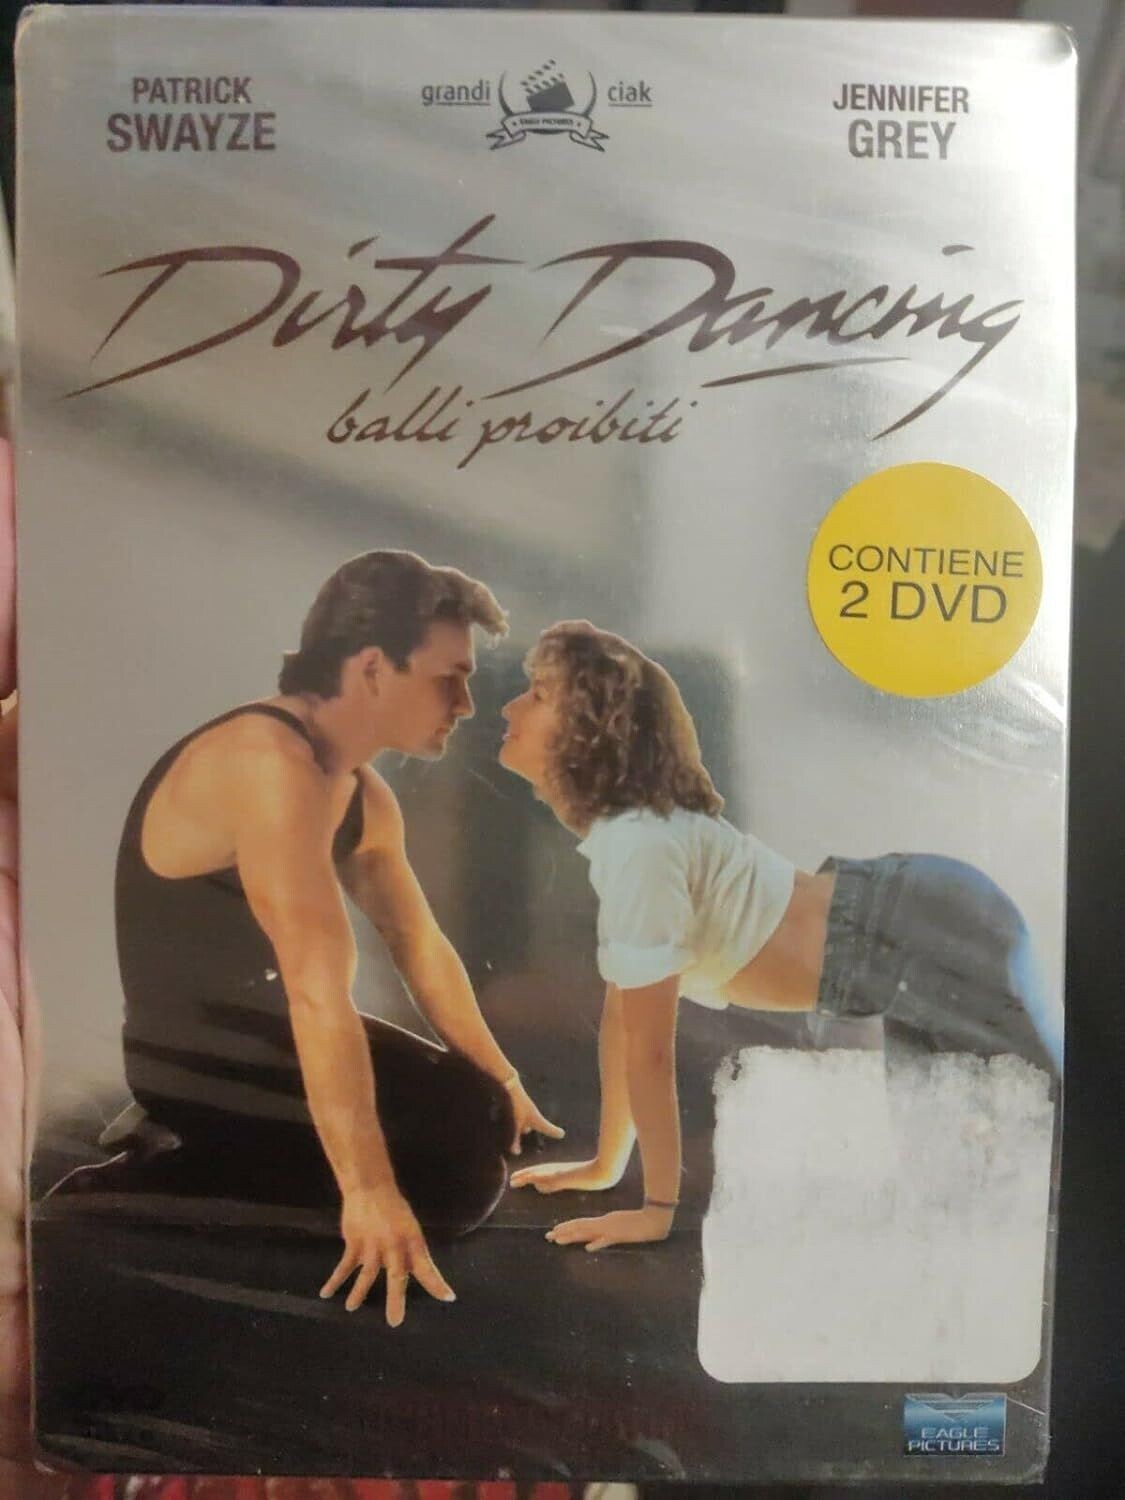 PATRICK
SWAYZE
grandi ciak
EAGLE PICTURES
JENNIFER
GREY
Dirty Dancing
balli proibiti
CONTIENE
2 DVD
EAGLE
PICTURES